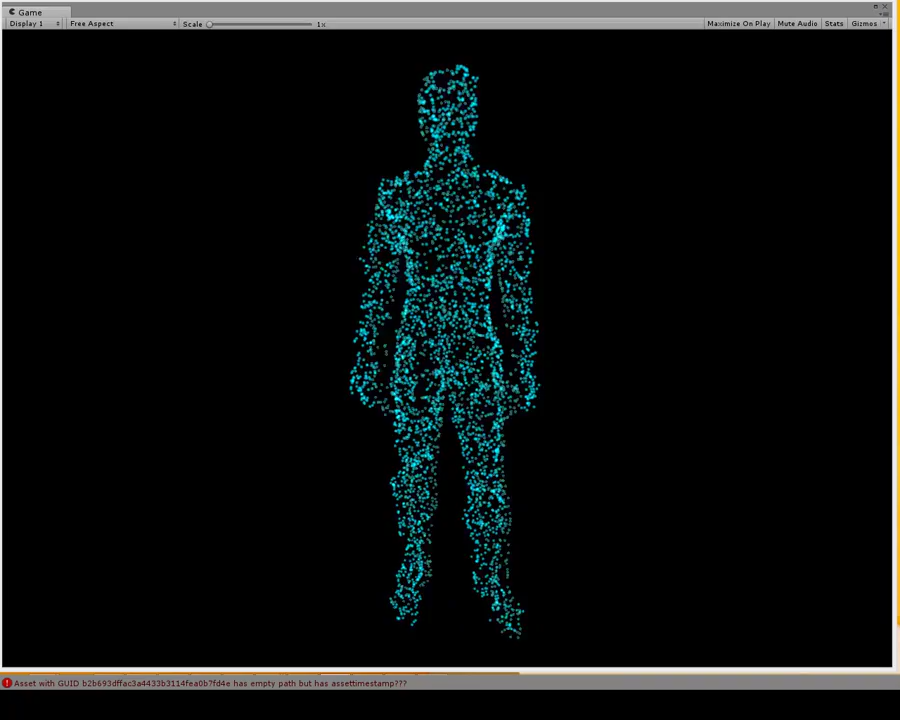 Game
Display 1 Free Aspect Scale 1x Maximize On Play Mute Audio Stats Gizmos
Asset with GUID b2b693dffac3a4433b3114fea0b7fd4e has empty path but has assettimestamp???